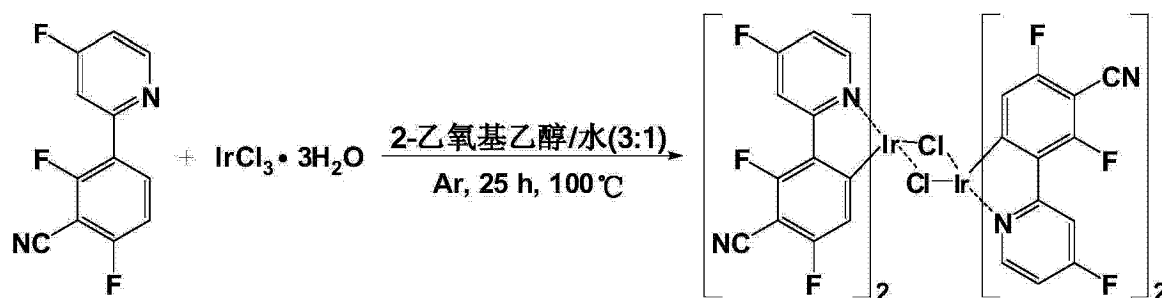 F
N
F
NC
F
+ IrCl3 • 3H2O
2-乙氧基乙醇/水(3:1)
Ar, 25 h, 100℃
F
N
F
NC
F
2
Ir Cl
Cl Ir
F
CN
F
N
F
2